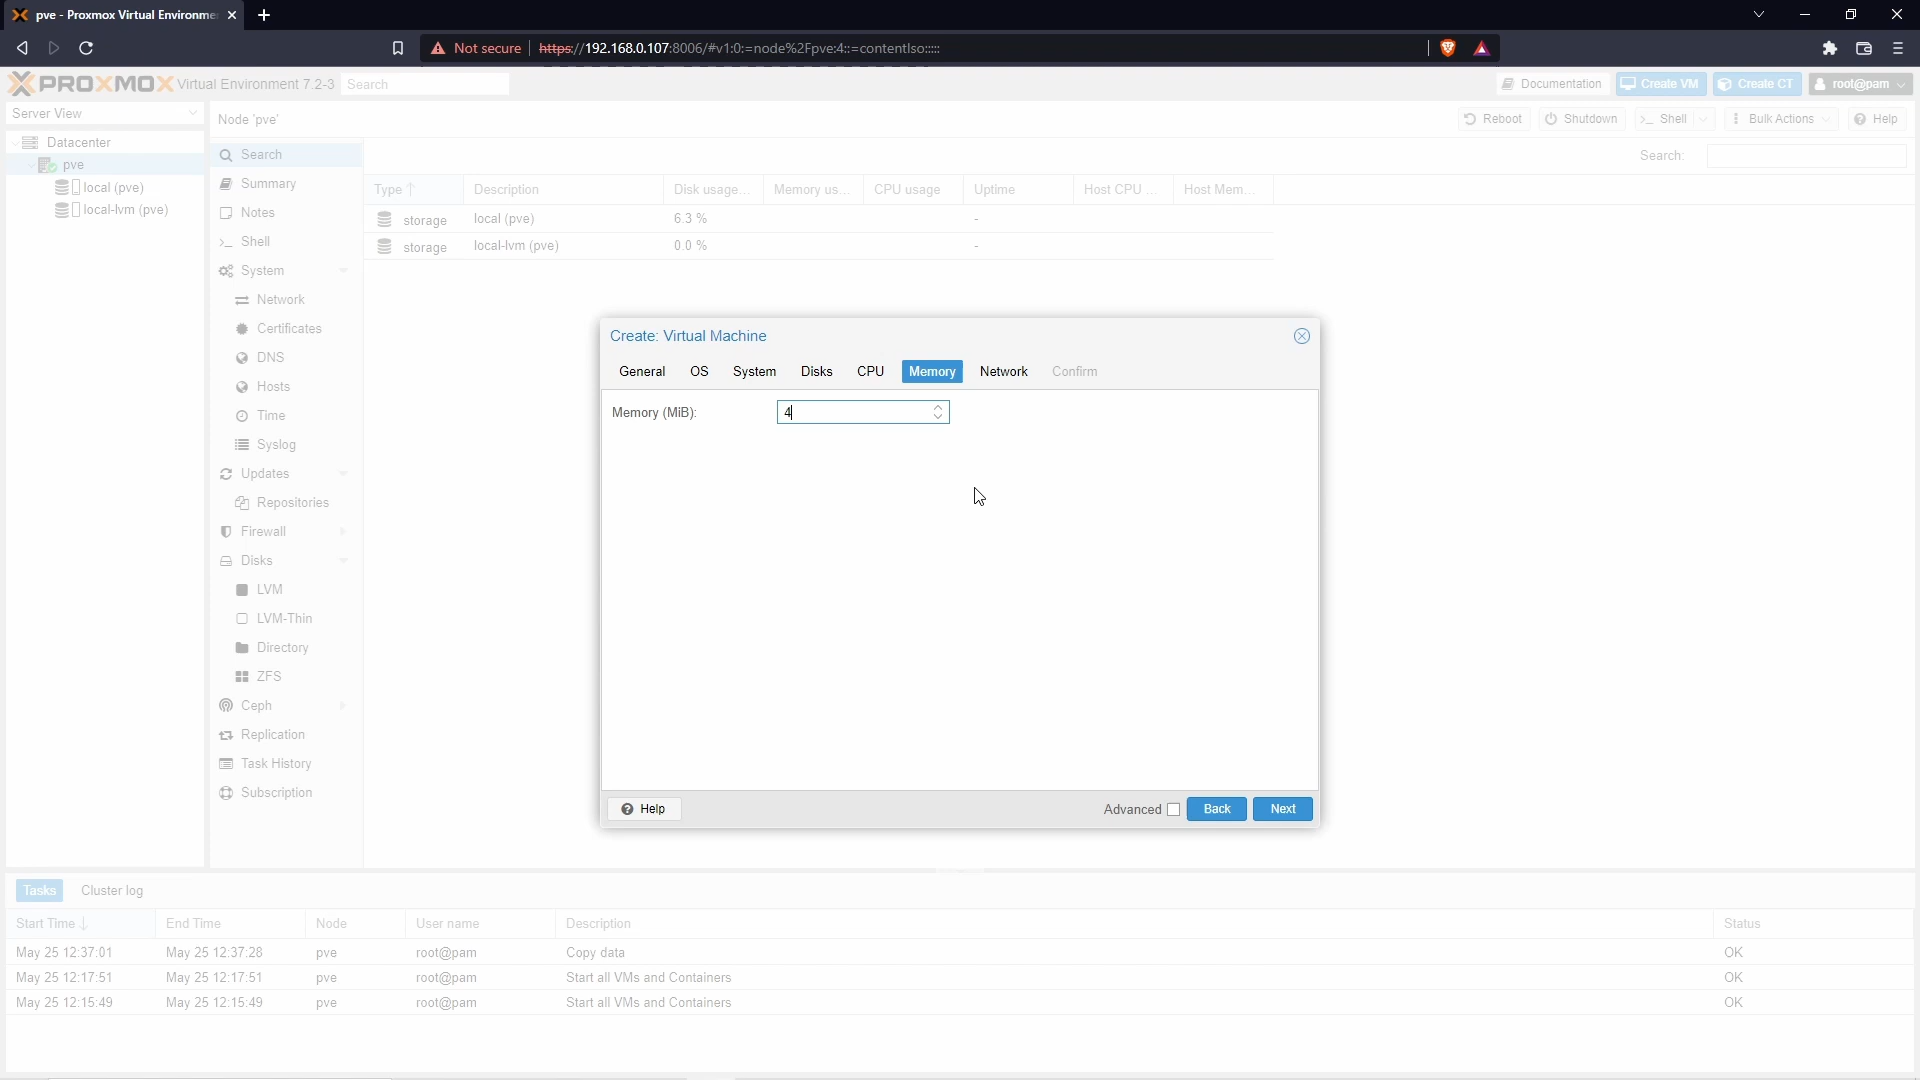 pve - Proxmox Virtual Environme
Not secure https://192.168.0.107:8006/#v1:0:=node%2Fpve:4::=contentIso:::::
PROXMOX Virtual Environment 7.2-3 Search Documentation Create VM Create CT root@pam
Server View
Node 'pve' Reboot Shutdown Shell Bulk Actions Help
Datacenter
pve
local (pve)
local-lvm (pve)
Search
Summary
Notes
Shell
System
Network
Certificates
DNS
Hosts
Time
Syslog
Updates
Repositories
Firewall
Disks
LVM
LVM-Thin
Directory
ZFS
Ceph
Replication
Task History
Subscription
Search:
Type Description Disk usage... Memory us... CPU usage Uptime Host CPU ... Host Mem...
storage local (pve) 6.3 % -
storage local-lvm (pve) 0.0 % -
Create: Virtual Machine
General OS System Disks CPU Memory Network Confirm
Memory (MiB): 4
Help Advanced Back Next
Tasks Cluster log
Start Time End Time Node User name Description Status
May 25 12:37:01 May 25 12:37:28 pve root@pam Copy data OK
May 25 12:17:51 May 25 12:17:51 pve root@pam Start all VMs and Containers OK
May 25 12:15:49 May 25 12:15:49 pve root@pam Start all VMs and Containers OK